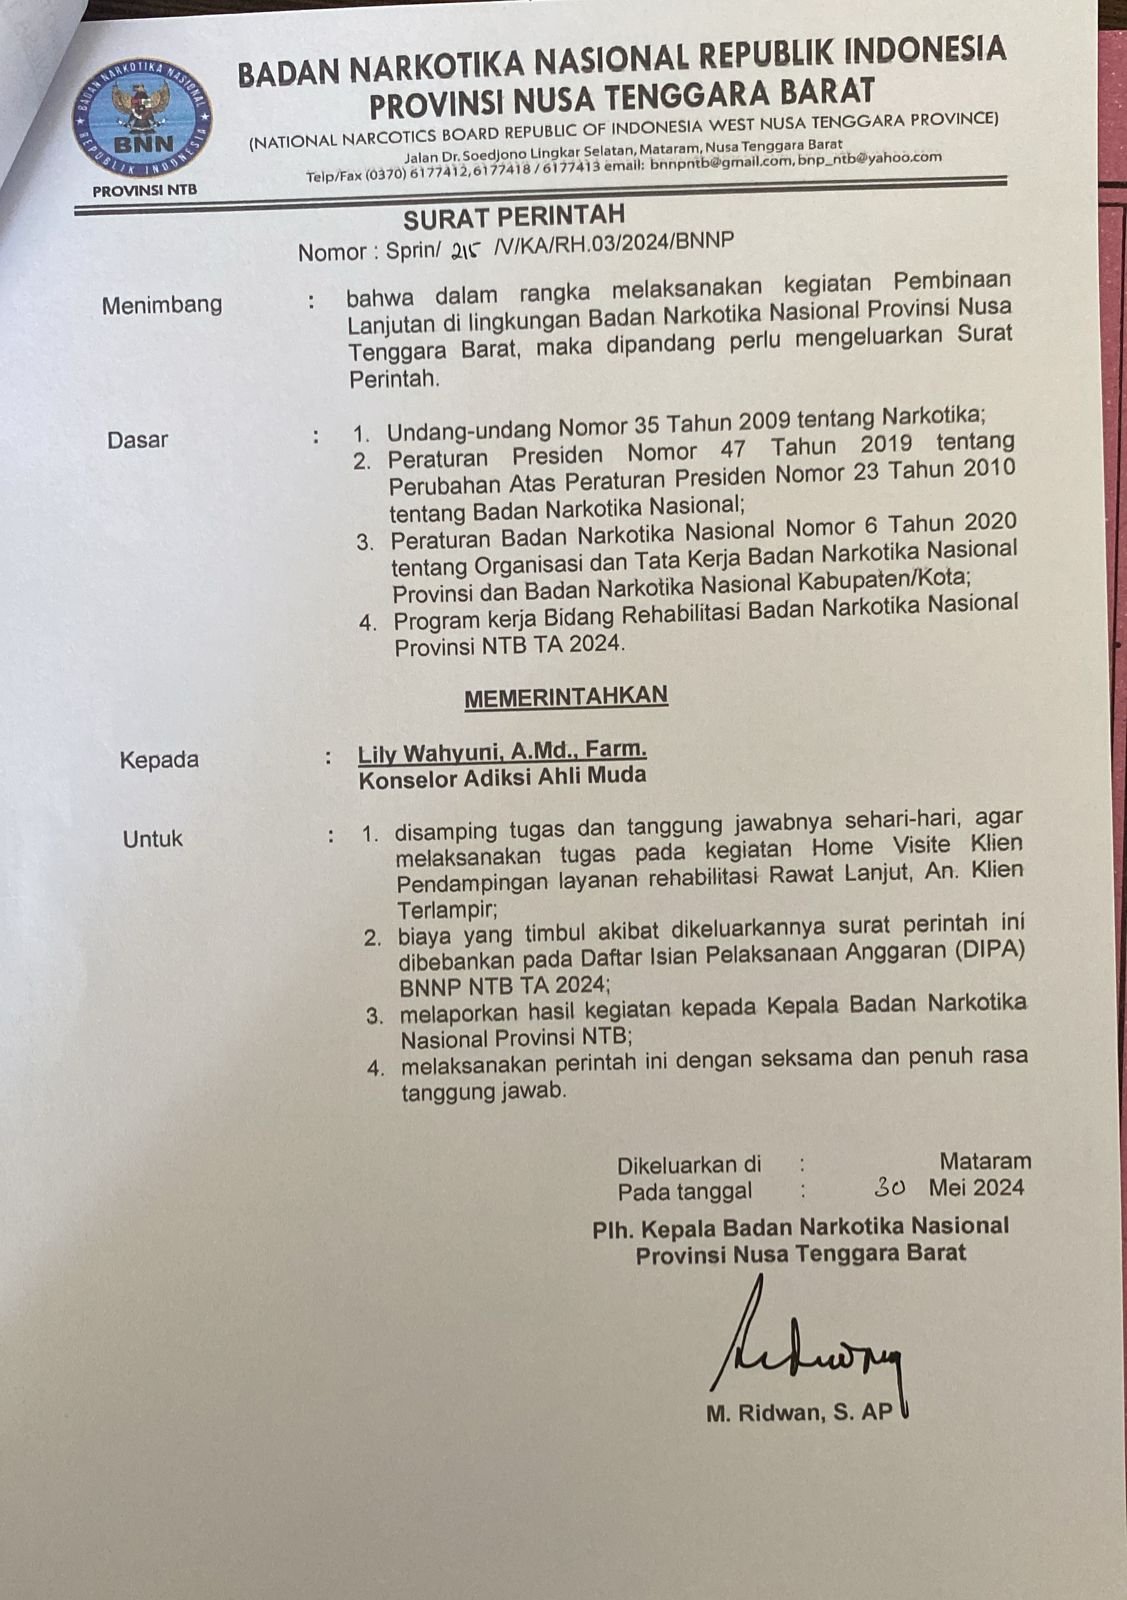 BADAN NARKOTIKA NASIONAL REPUBLIK INDONESIA
PROVINSI NUSA TENGGARA BARAT
(NATIONAL NARCOTICS BOARD REPUBLIC OF INDONESIA WEST NUSA TENGGARA PROVINCE)
Jalan Dr. Soedjono Lingkar Selatan, Mataram, Nusa Tenggara Barat
Telp/Fax (0370) 6177412,6177418 / 6177413 email: bnnpntb@gmail.com, bnp_ntb@yahoo.com
BADAN NARKOTIKA NASIONAL
BNN
REPUBLIK INDONESIA
PROVINSI NTB
SURAT PERINTAH
Nomor : Sprin/ 215 /V/KA/RH.03/2024/BNNP
Menimbang : bahwa dalam rangka melaksanakan kegiatan Pembinaan
Lanjutan di lingkungan Badan Narkotika Nasional Provinsi Nusa
Tenggara Barat, maka dipandang perlu mengeluarkan Surat
Perintah.
Dasar : 1. Undang-undang Nomor 35 Tahun 2009 tentang Narkotika;
2. Peraturan Presiden Nomor 47 Tahun 2019 tentang
Perubahan Atas Peraturan Presiden Nomor 23 Tahun 2010
tentang Badan Narkotika Nasional;
3. Peraturan Badan Narkotika Nasional Nomor 6 Tahun 2020
tentang Organisasi dan Tata Kerja Badan Narkotika Nasional
Provinsi dan Badan Narkotika Nasional Kabupaten/Kota;
4. Program kerja Bidang Rehabilitasi Badan Narkotika Nasional
Provinsi NTB TA 2024.
MEMERINTAHKAN
Kepada : Lily Wahyuni, A.Md., Farm.
Konselor Adiksi Ahli Muda
Untuk : 1. disamping tugas dan tanggung jawabnya sehari-hari, agar
melaksanakan tugas pada kegiatan Home Visite Klien
Pendampingan layanan rehabilitasi Rawat Lanjut, An. Klien
Terlampir;
2. biaya yang timbul akibat dikeluarkannya surat perintah ini
dibebankan pada Daftar Isian Pelaksanaan Anggaran (DIPA)
BNNP NTB TA 2024;
3. melaporkan hasil kegiatan kepada Kepala Badan Narkotika
Nasional Provinsi NTB;
4. melaksanakan perintah ini dengan seksama dan penuh rasa
tanggung jawab.
Dikeluarkan di : Mataram
Pada tanggal : 30 Mei 2024
Plh. Kepala Badan Narkotika Nasional
Provinsi Nusa Tenggara Barat
M. Ridwan, S. AP